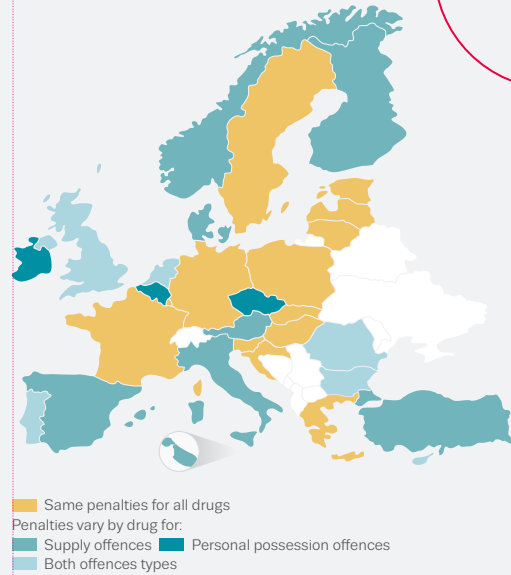 Same penalties for all drugs
Penalties vary by drug for:
Supply offences Personal possession offences
Both offences types